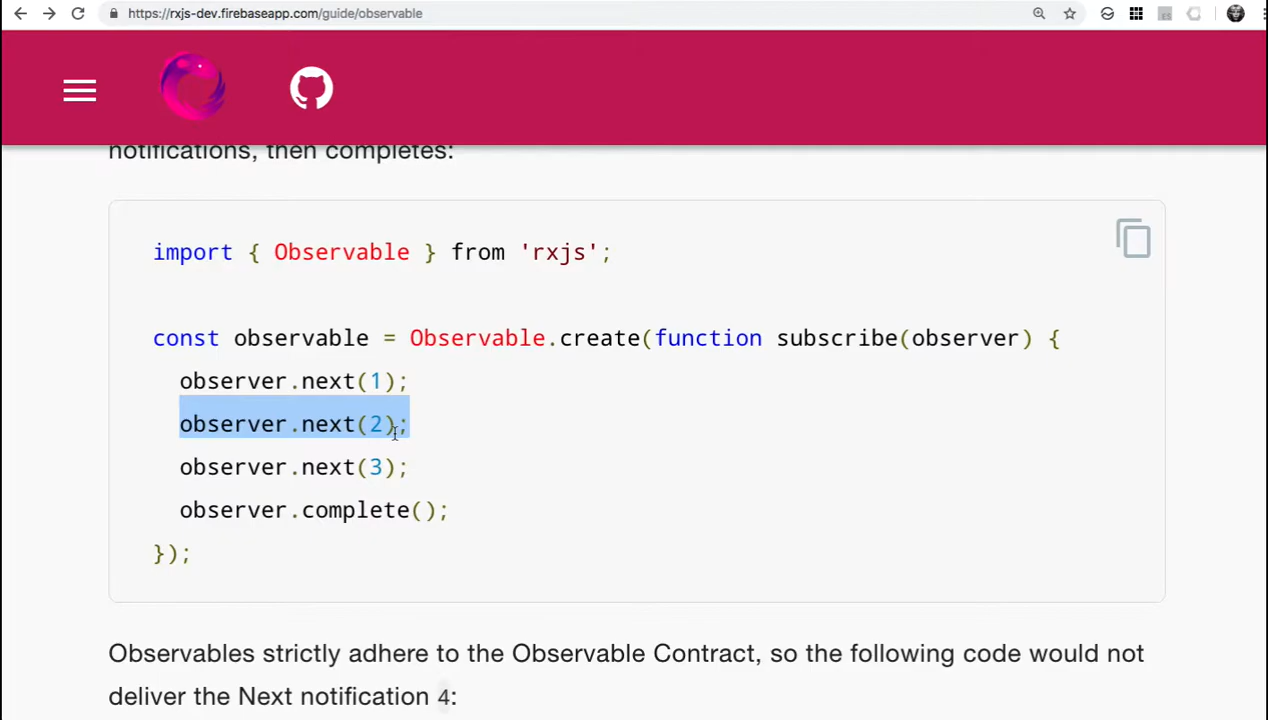 https://rxjs-dev.firebaseapp.com/guide/observable
notifications, then completes:
import { Observable } from 'rxjs';
const observable = Observable.create(function subscribe(observer) {
observer.next(1);
observer.next(2);
observer.next(3);
observer.complete();
});
Observables strictly adhere to the Observable Contract, so the following code would not
deliver the Next notification 4: